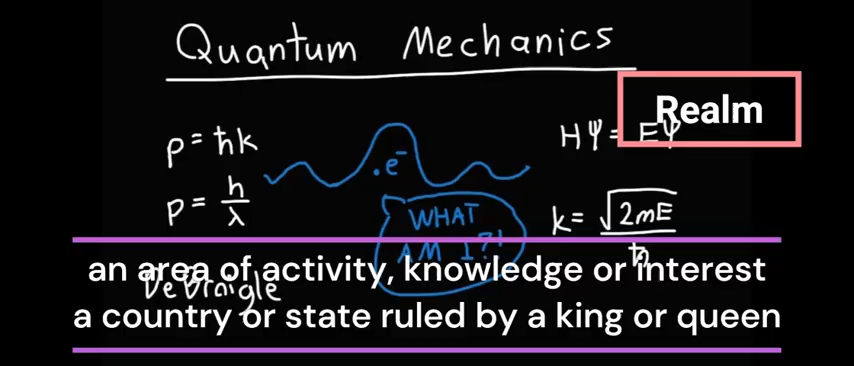 Quantum Mechanics
Realm
p = ħk
HΨ = EΨ
.e⁻
p = h/λ
WHAT
AM I?!
k = √2mE/ħ
an area of activity, knowledge or interest
DeBroigle
a country or state ruled by a king or queen